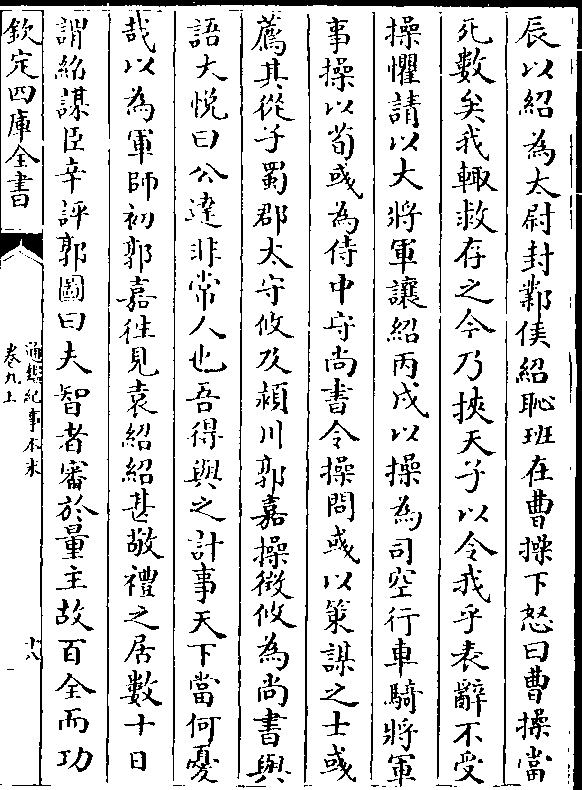 辰以紹為太尉封鄴侯紹恥班在曹操下怒曰曹操當
死數矣我輒救存之今乃挾天子以令我乎表辭不受
操懼請以大將軍讓紹丙戌以操為司空行車騎將軍
事操以荀彧為侍中守尚書令操問彧以策謀之士彧
薦其從子蜀郡太守攸及潁川郭嘉操徵攸為尚書與
語大悅曰公達非常人也吾得與之計事天下當何憂
哉以為軍師初郭嘉往見袁紹紹甚敬禮之居數十日
謂紹謀臣辛評郭圖曰夫智者審於量主故百全而功
欽定四庫全書
通鑑紀事本末
卷九上
十八